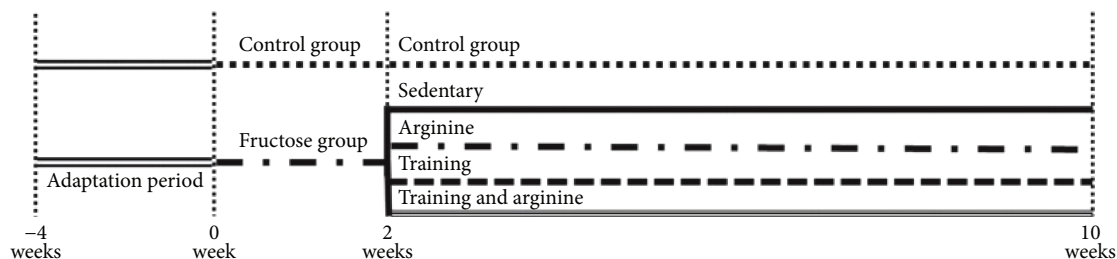 Control group
Control group
Sedentary
Arginine
Fructose group
Training
Adaptation period
Training and arginine
−4
weeks
0
week
2
weeks
10
weeks